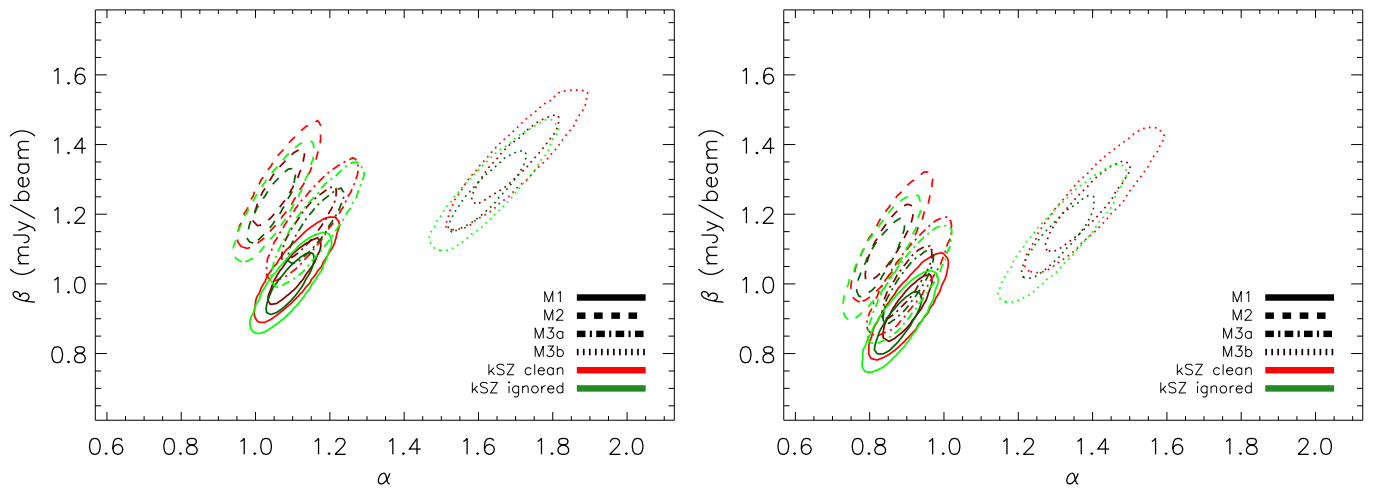 β (mJy/beam)
1.6
1.4
1.2
1.0
0.8
M1
M2
M3a
M3b
kSZ clean
kSZ ignored
0.6 0.8 1.0 1.2 1.4 1.6 1.8 2.0
α
β (mJy/beam)
1.6
1.4
1.2
1.0
0.8
M1
M2
M3a
M3b
kSZ clean
kSZ ignored
0.6 0.8 1.0 1.2 1.4 1.6 1.8 2.0
α